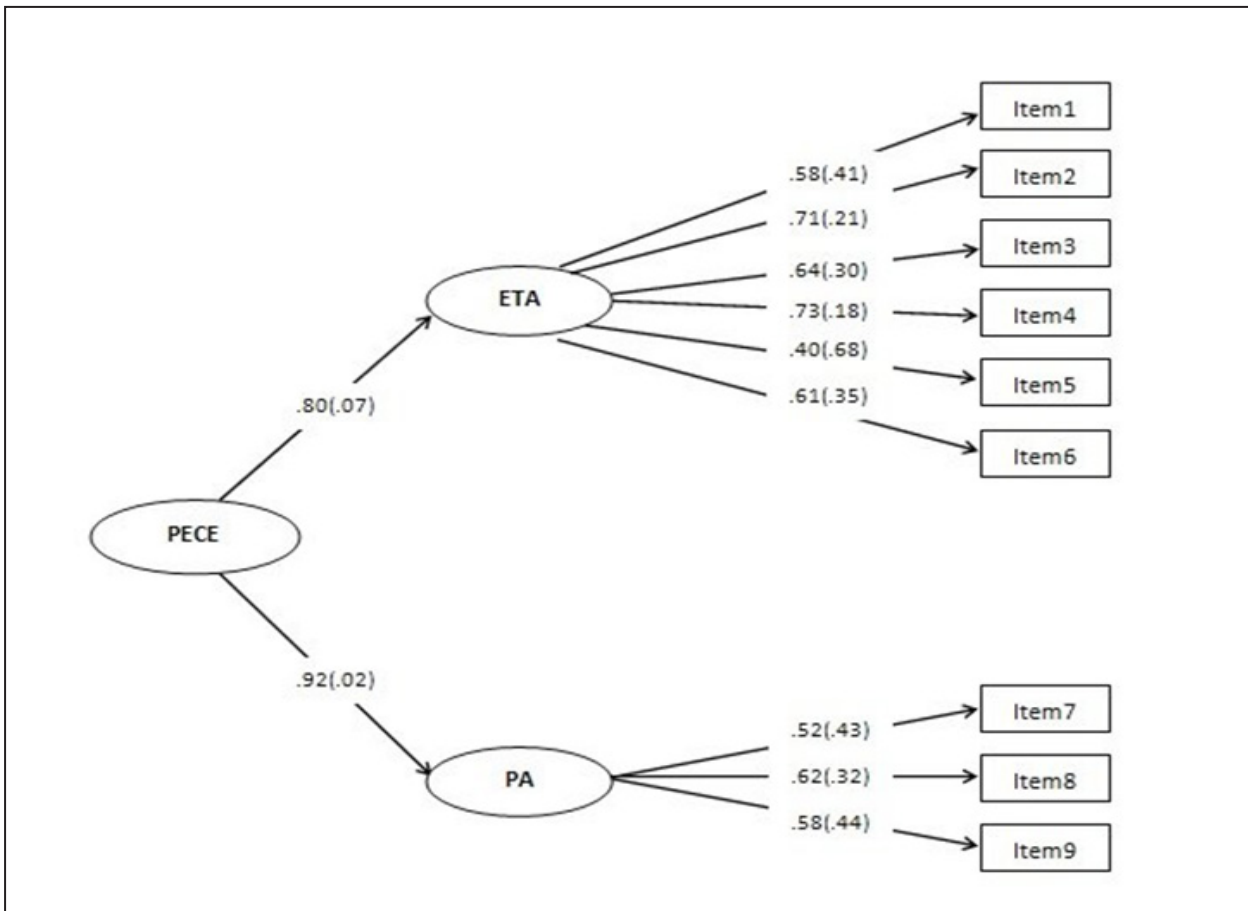 Item1
.58(.41)
Item2
.71(.21)
Item3
.64(.30)
ETA
.73(.18)
Item4
.40(.68)
Item5
.61(.35)
.80(.07)
Item6
PECE
.92(.02)
Item7
.52(.43)
PA
.62(.32)
Item8
.58(.44)
Item9